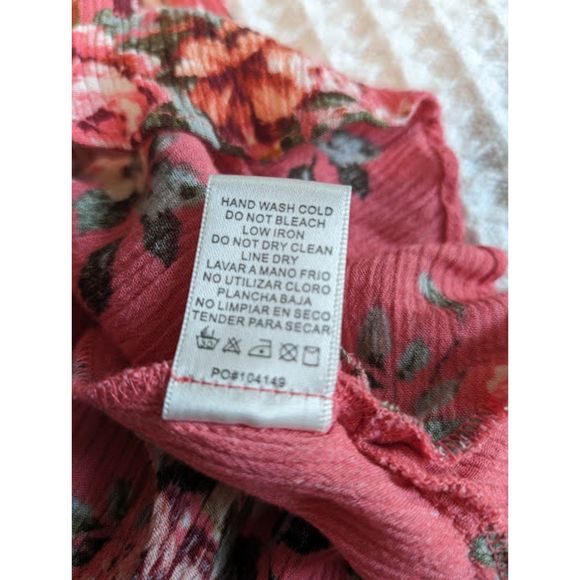 HAND WASH COLD
DO NOT BLEACH
LOW IRON
DO NOT DRY CLEAN
LINE DRY
LAVAR A MANO FRIO
NO UTILIZAR CLORO
PLANCHA BAJA
NO LIMPIAR EN SECO
TENDER PARA SECAR
PO#104149